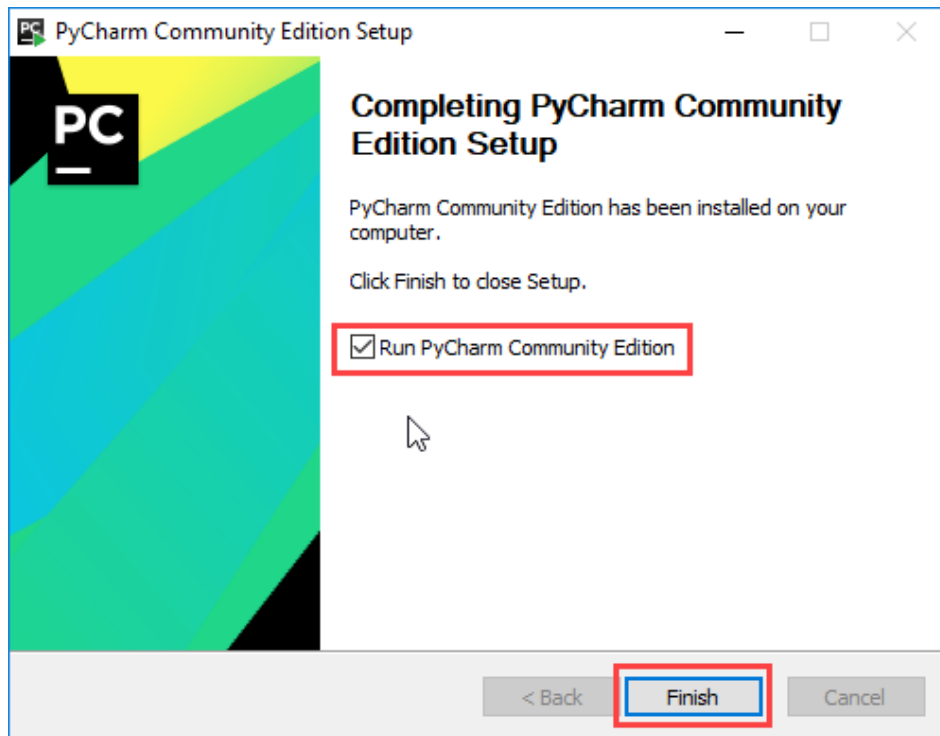 PyCharm Community Edition Setup
PC
Completing PyCharm Community
Edition Setup
PyCharm Community Edition has been installed on your
computer.
Click Finish to close Setup.
Run PyCharm Community Edition
< Back Finish Cancel